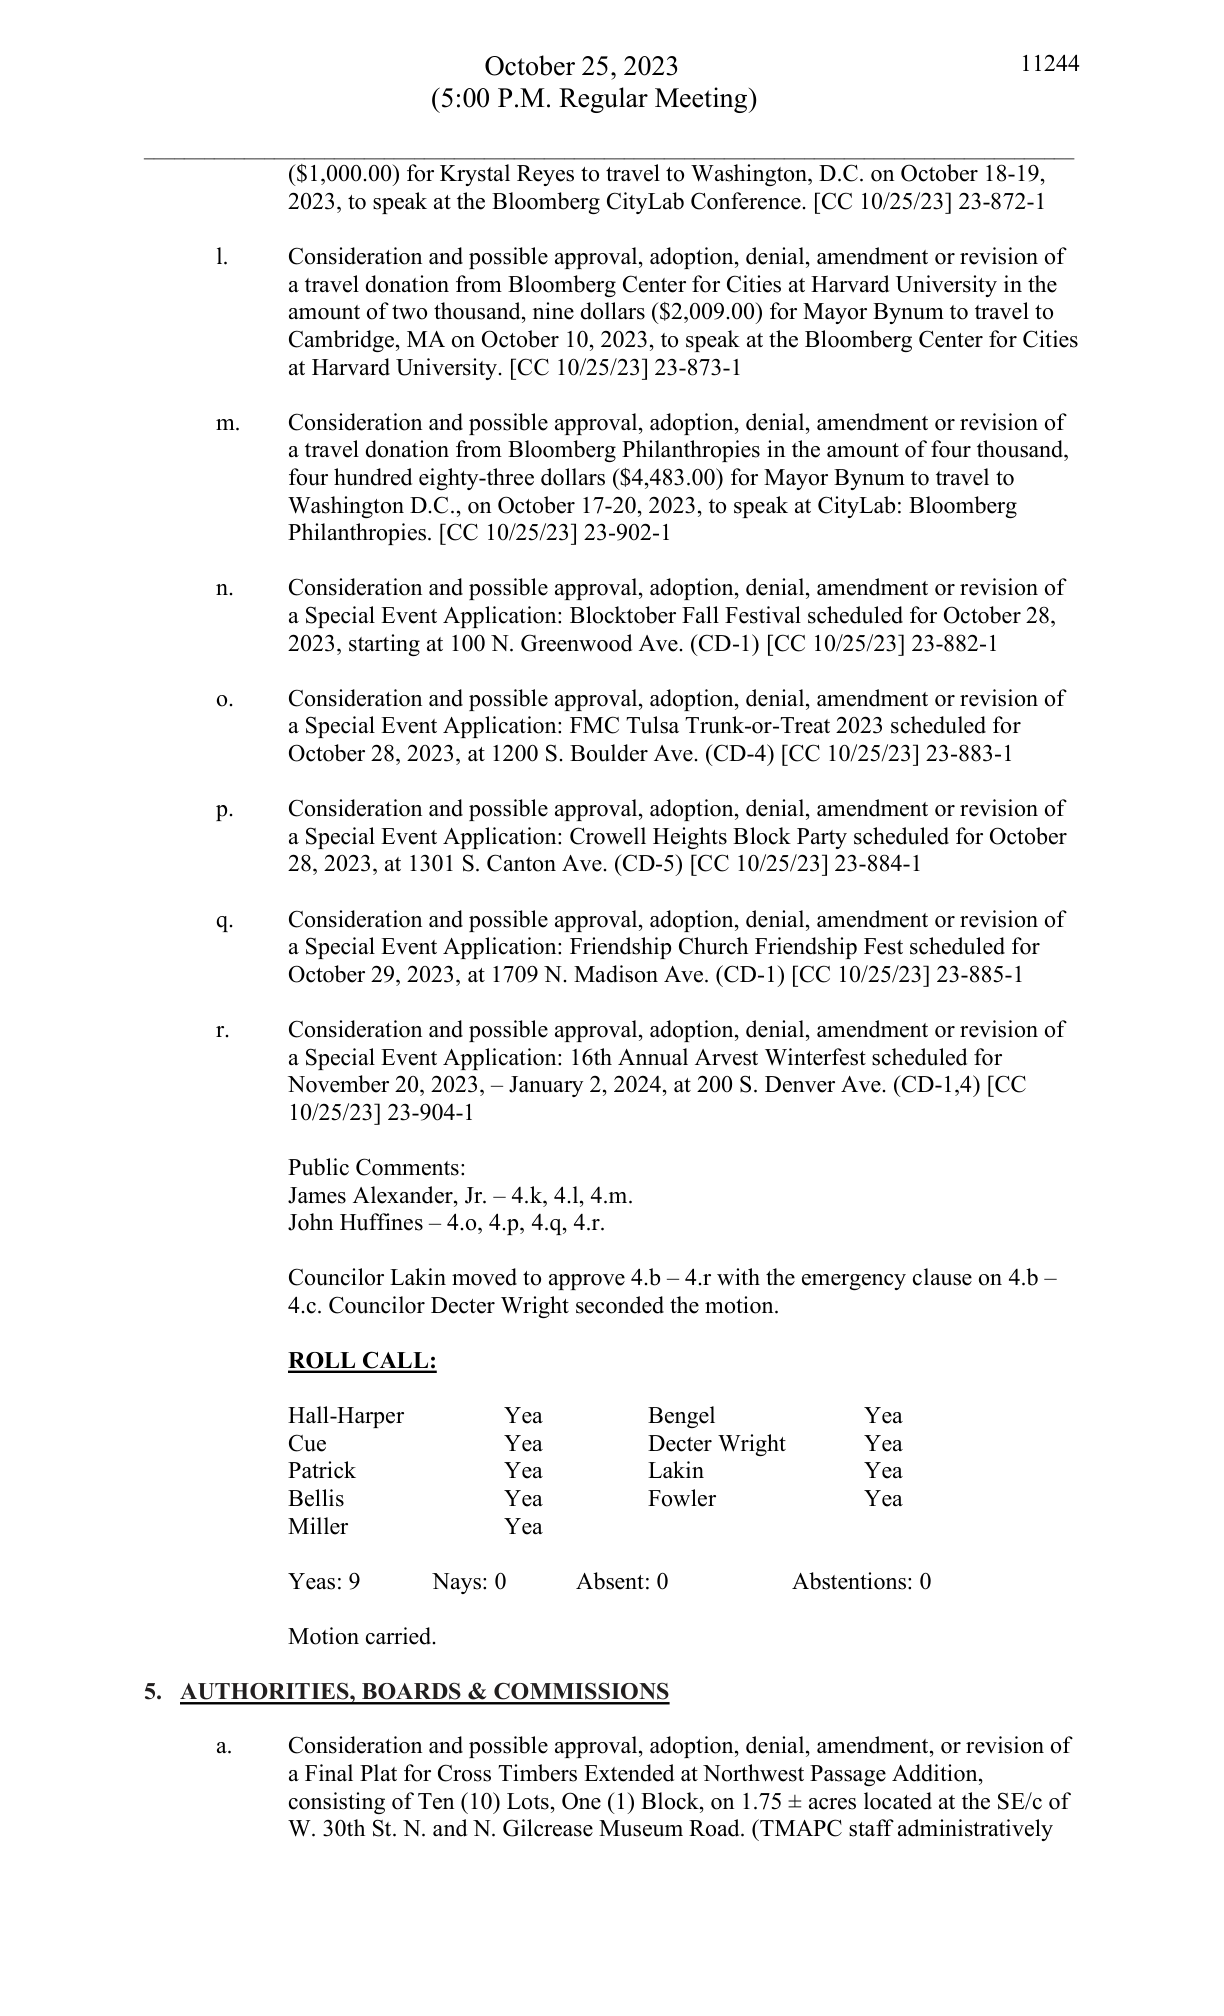 October 25, 2023
11244
(5:00 P.M. Regular Meeting)
($1,000.00) for Krystal Reyes to travel to Washington, D.C. on October 18-19,
2023, to speak at the Bloomberg CityLab Conference. [CC 10/25/23] 23-872-1
l. Consideration and possible approval, adoption, denial, amendment or revision of
a travel donation from Bloomberg Center for Cities at Harvard University in the
amount of two thousand, nine dollars ($2,009.00) for Mayor Bynum to travel to
Cambridge, MA on October 10, 2023, to speak at the Bloomberg Center for Cities
at Harvard University. [CC 10/25/23] 23-873-1
m. Consideration and possible approval, adoption, denial, amendment or revision of
a travel donation from Bloomberg Philanthropies in the amount of four thousand,
four hundred eighty-three dollars ($4,483.00) for Mayor Bynum to travel to
Washington D.C., on October 17-20, 2023, to speak at CityLab: Bloomberg
Philanthropies. [CC 10/25/23] 23-902-1
n. Consideration and possible approval, adoption, denial, amendment or revision of
a Special Event Application: Blocktober Fall Festival scheduled for October 28,
2023, starting at 100 N. Greenwood Ave. (CD-1) [CC 10/25/23] 23-882-1
o. Consideration and possible approval, adoption, denial, amendment or revision of
a Special Event Application: FMC Tulsa Trunk-or-Treat 2023 scheduled for
October 28, 2023, at 1200 S. Boulder Ave. (CD-4) [CC 10/25/23] 23-883-1
p. Consideration and possible approval, adoption, denial, amendment or revision of
a Special Event Application: Crowell Heights Block Party scheduled for October
28, 2023, at 1301 S. Canton Ave. (CD-5) [CC 10/25/23] 23-884-1
q. Consideration and possible approval, adoption, denial, amendment or revision of
a Special Event Application: Friendship Church Friendship Fest scheduled for
October 29, 2023, at 1709 N. Madison Ave. (CD-1) [CC 10/25/23] 23-885-1
r. Consideration and possible approval, adoption, denial, amendment or revision of
a Special Event Application: 16th Annual Arvest Winterfest scheduled for
November 20, 2023, – January 2, 2024, at 200 S. Denver Ave. (CD-1,4) [CC
10/25/23] 23-904-1
Public Comments:
James Alexander, Jr. – 4.k, 4.l, 4.m.
John Huffines – 4.o, 4.p, 4.q, 4.r.
Councilor Lakin moved to approve 4.b – 4.r with the emergency clause on 4.b –
4.c. Councilor Decter Wright seconded the motion.
ROLL CALL:
Hall-Harper Yea Bengel Yea
Cue Yea Decter Wright Yea
Patrick Yea Lakin Yea
Bellis Yea Fowler Yea
Miller Yea
Yeas: 9 Nays: 0 Absent: 0 Abstentions: 0
Motion carried.
5. AUTHORITIES, BOARDS & COMMISSIONS
a. Consideration and possible approval, adoption, denial, amendment, or revision of
a Final Plat for Cross Timbers Extended at Northwest Passage Addition,
consisting of Ten (10) Lots, One (1) Block, on 1.75 ± acres located at the SE/c of
W. 30th St. N. and N. Gilcrease Museum Road. (TMAPC staff administratively